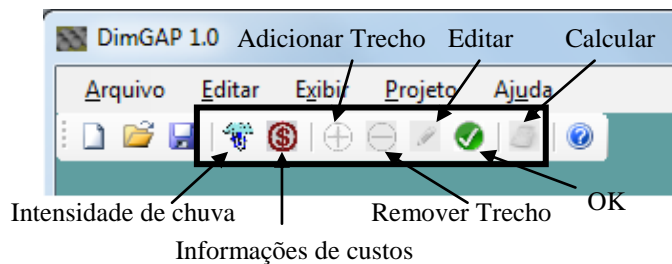 DimGAP 1.0 Adicionar Trecho Editar Calcular
Arquivo Editar Exibir Projeto Ajuda
Intensidade de chuva Remover Trecho OK
Informações de custos